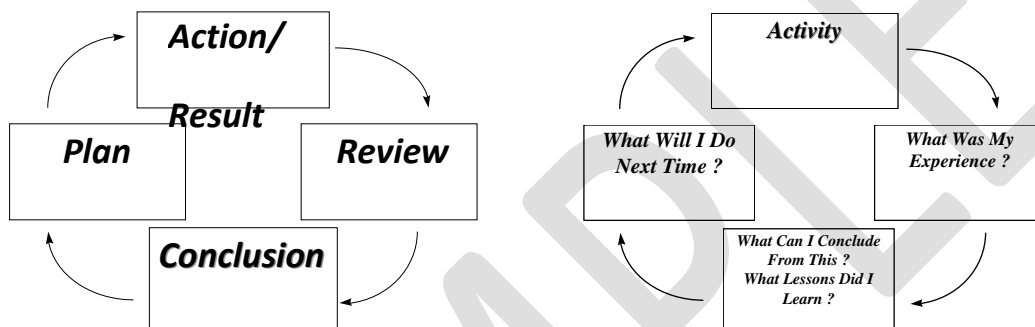 Action/
Result
Plan
Review
Conclusion
Activity
What Will I Do
Next Time ?
What Was My
Experience ?
What Can I Conclude
From This ?
What Lessons Did I
Learn ?